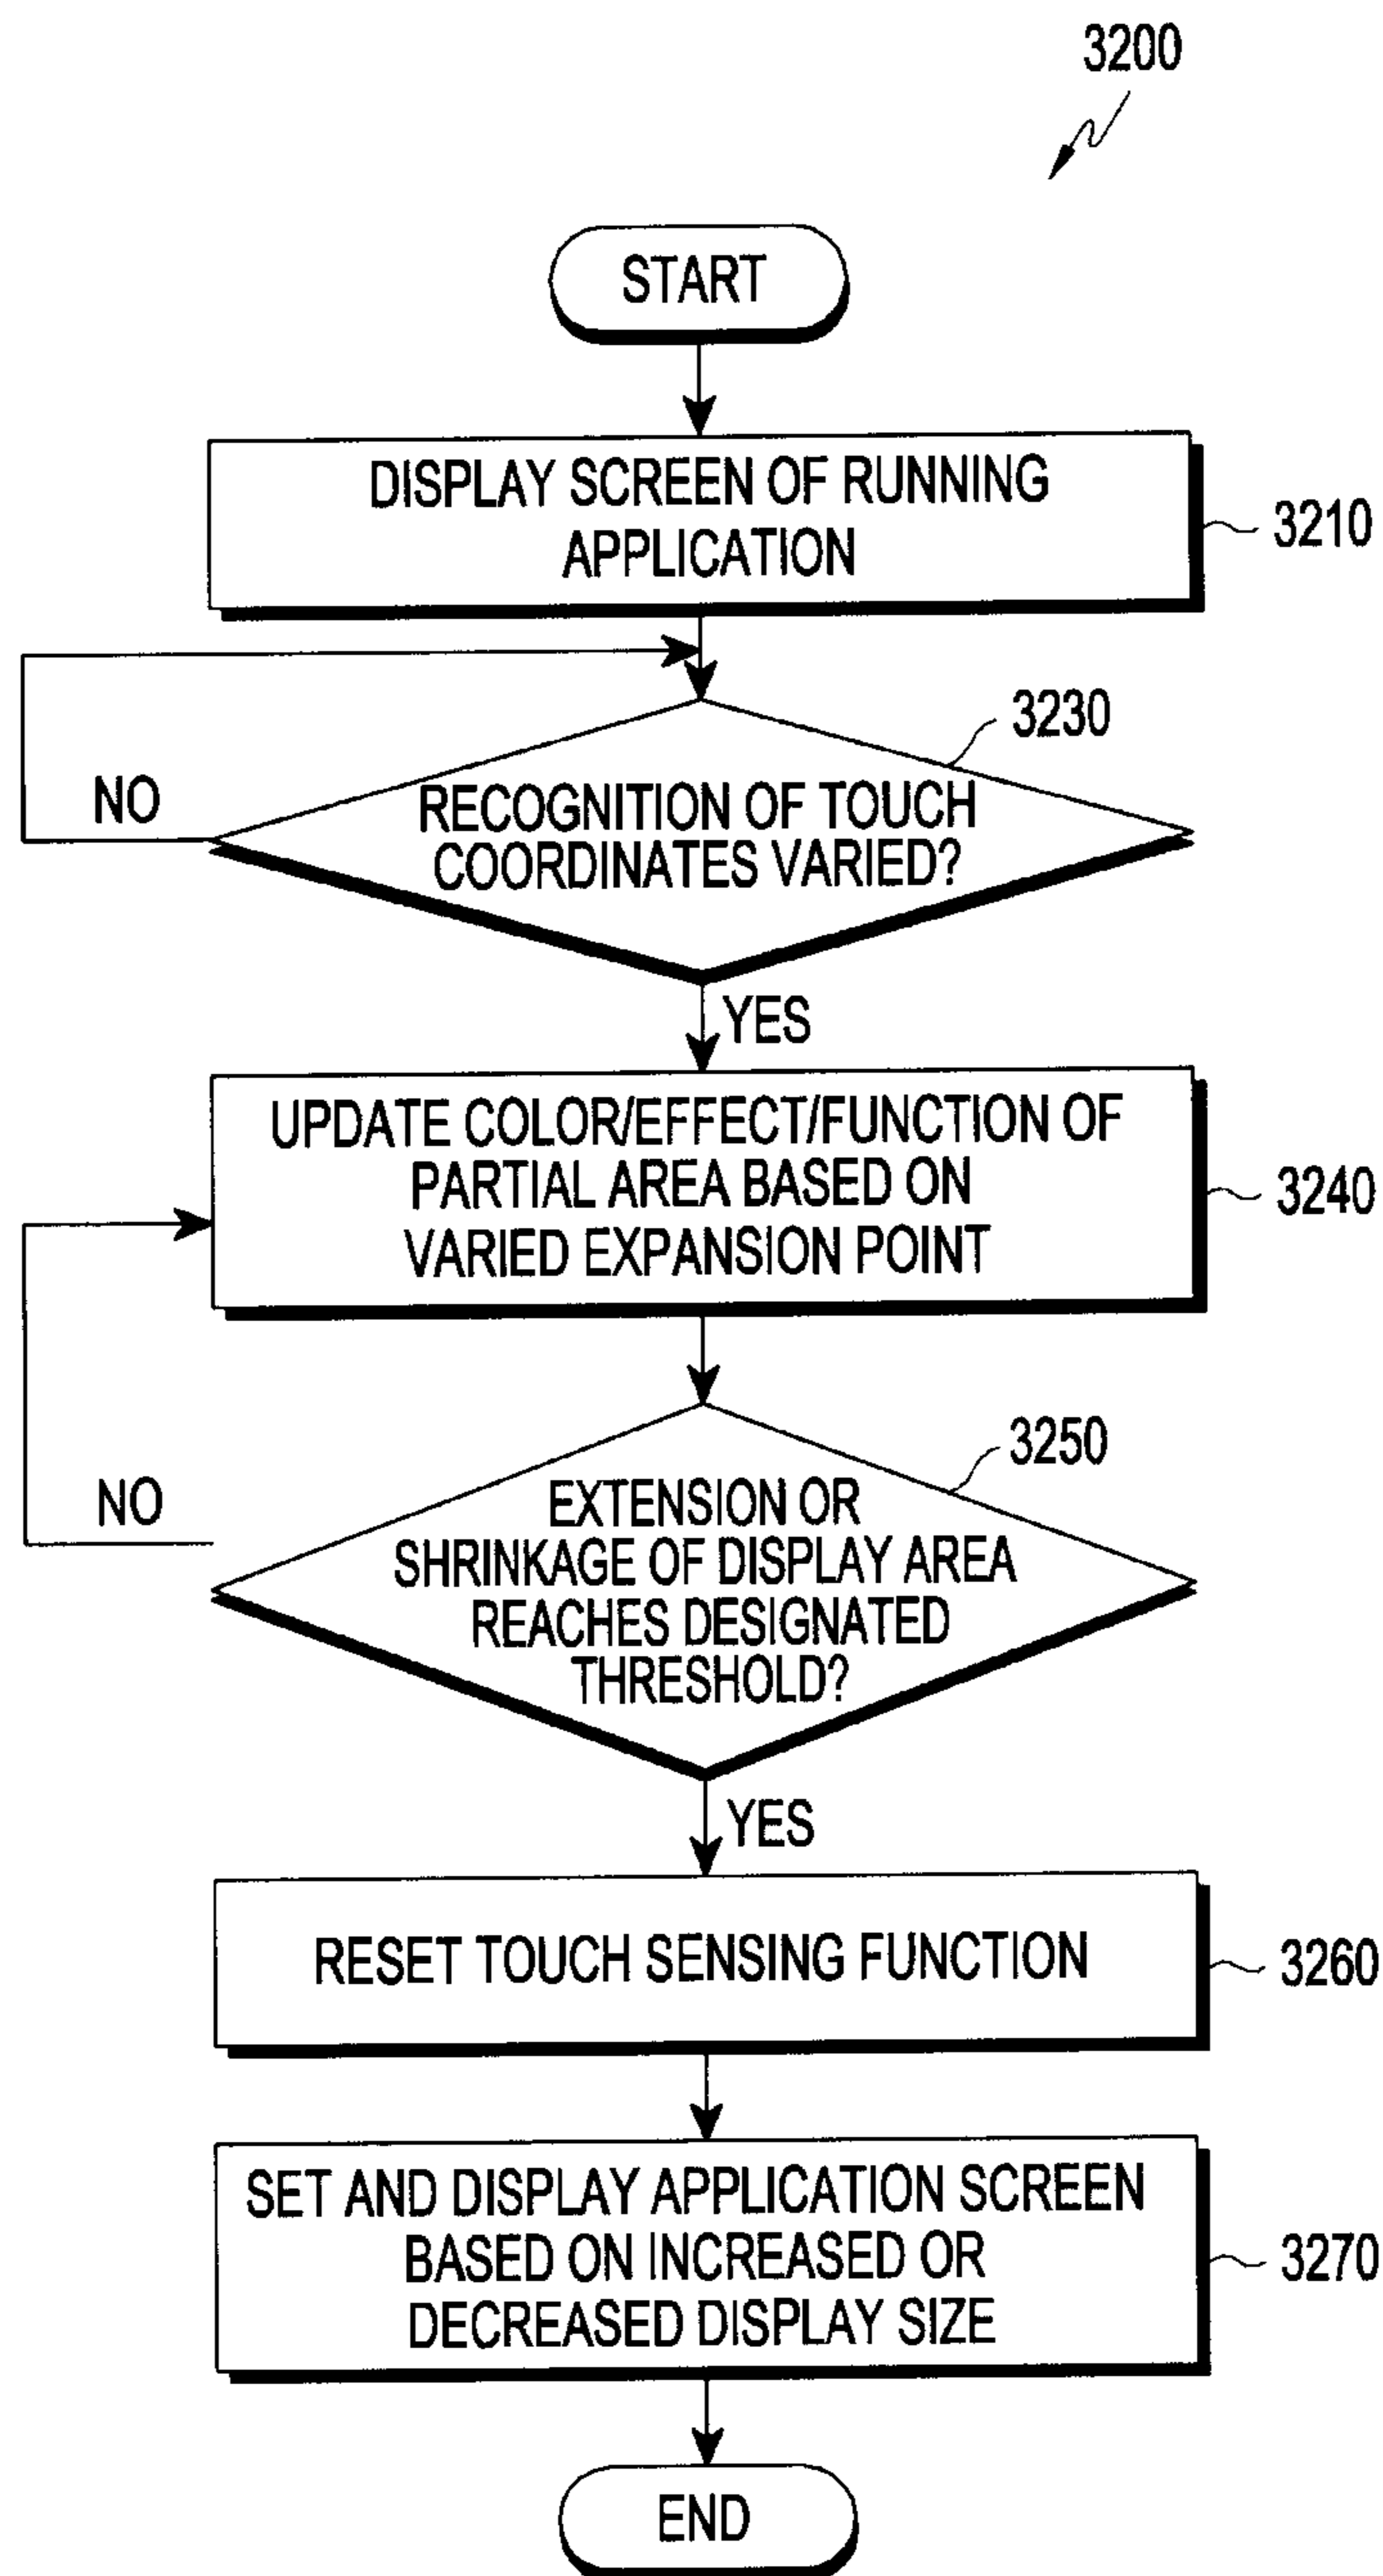 3200
START
DISPLAY SCREEN OF RUNNING
APPLICATION
3210
3230
NO
RECOGNITION OF TOUCH
COORDINATES VARIED?
YES
UPDATE COLOR/EFFECT/FUNCTION OF
PARTIAL AREA BASED ON
VARIED EXPANSION POINT
3240
3250
NO
EXTENSION OR
SHRINKAGE OF DISPLAY AREA
REACHES DESIGNATED
THRESHOLD?
YES
RESET TOUCH SENSING FUNCTION
3260
SET AND DISPLAY APPLICATION SCREEN
BASED ON INCREASED OR
DECREASED DISPLAY SIZE
3270
END